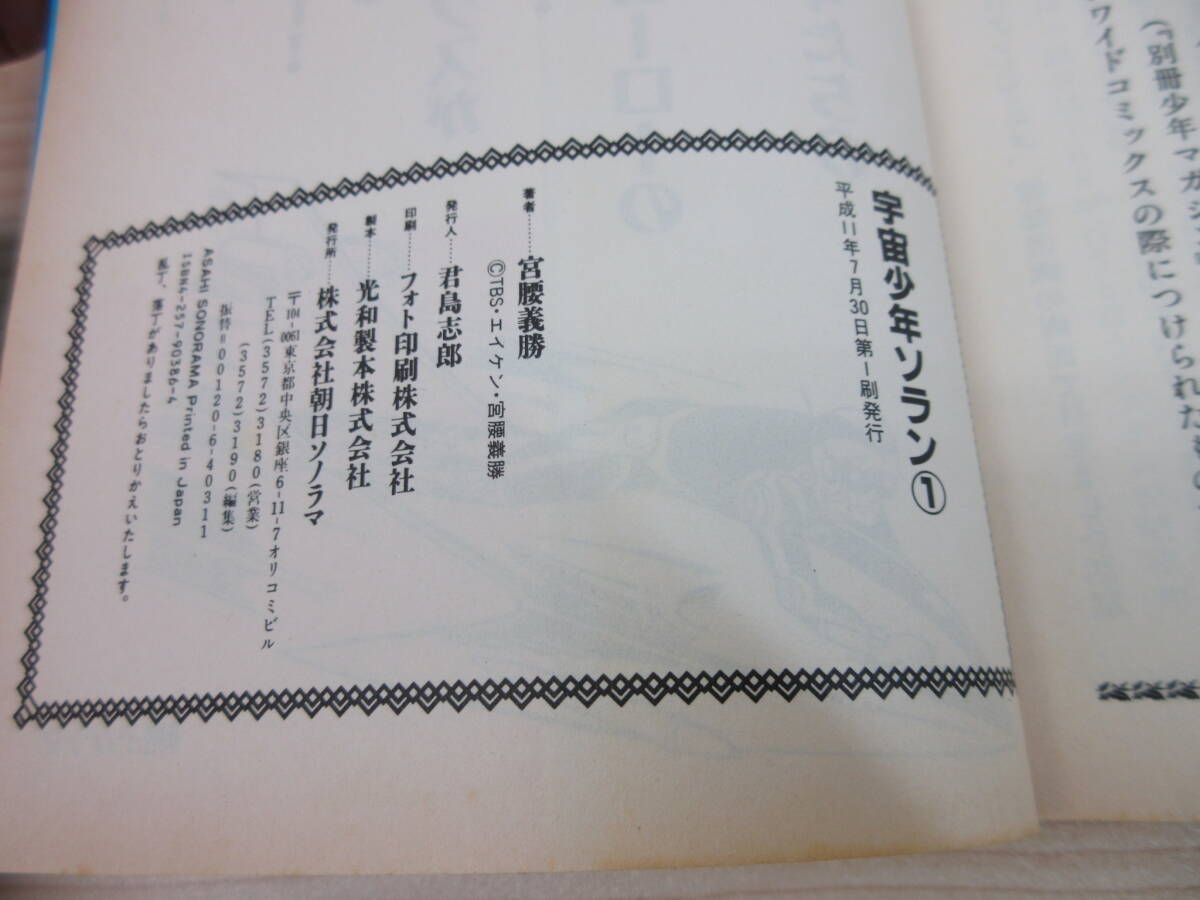 (『別冊少年マガジン
ワイドコミックスの際につけられた
宇宙少年ソラン①
平成11年7月30日第1刷発行
著者……宮腰義勝
©TBS・エイケン・宮腰義勝
発行人……君島志郎
印刷……フォト印刷株式会社
製本……光和製本株式会社
発行所……株式会社朝日ソノラマ
〒104-0061東京都中央区銀座6-11-7オリコミビル
TEL(3572)3180(営業)
(3572)3190(編集)
振替=00120-6-40311
ASAHI SONORAMA Printed in Japan
ISBN4-257-90386-4
乱丁、落丁がありましたらおとりかえいたします。